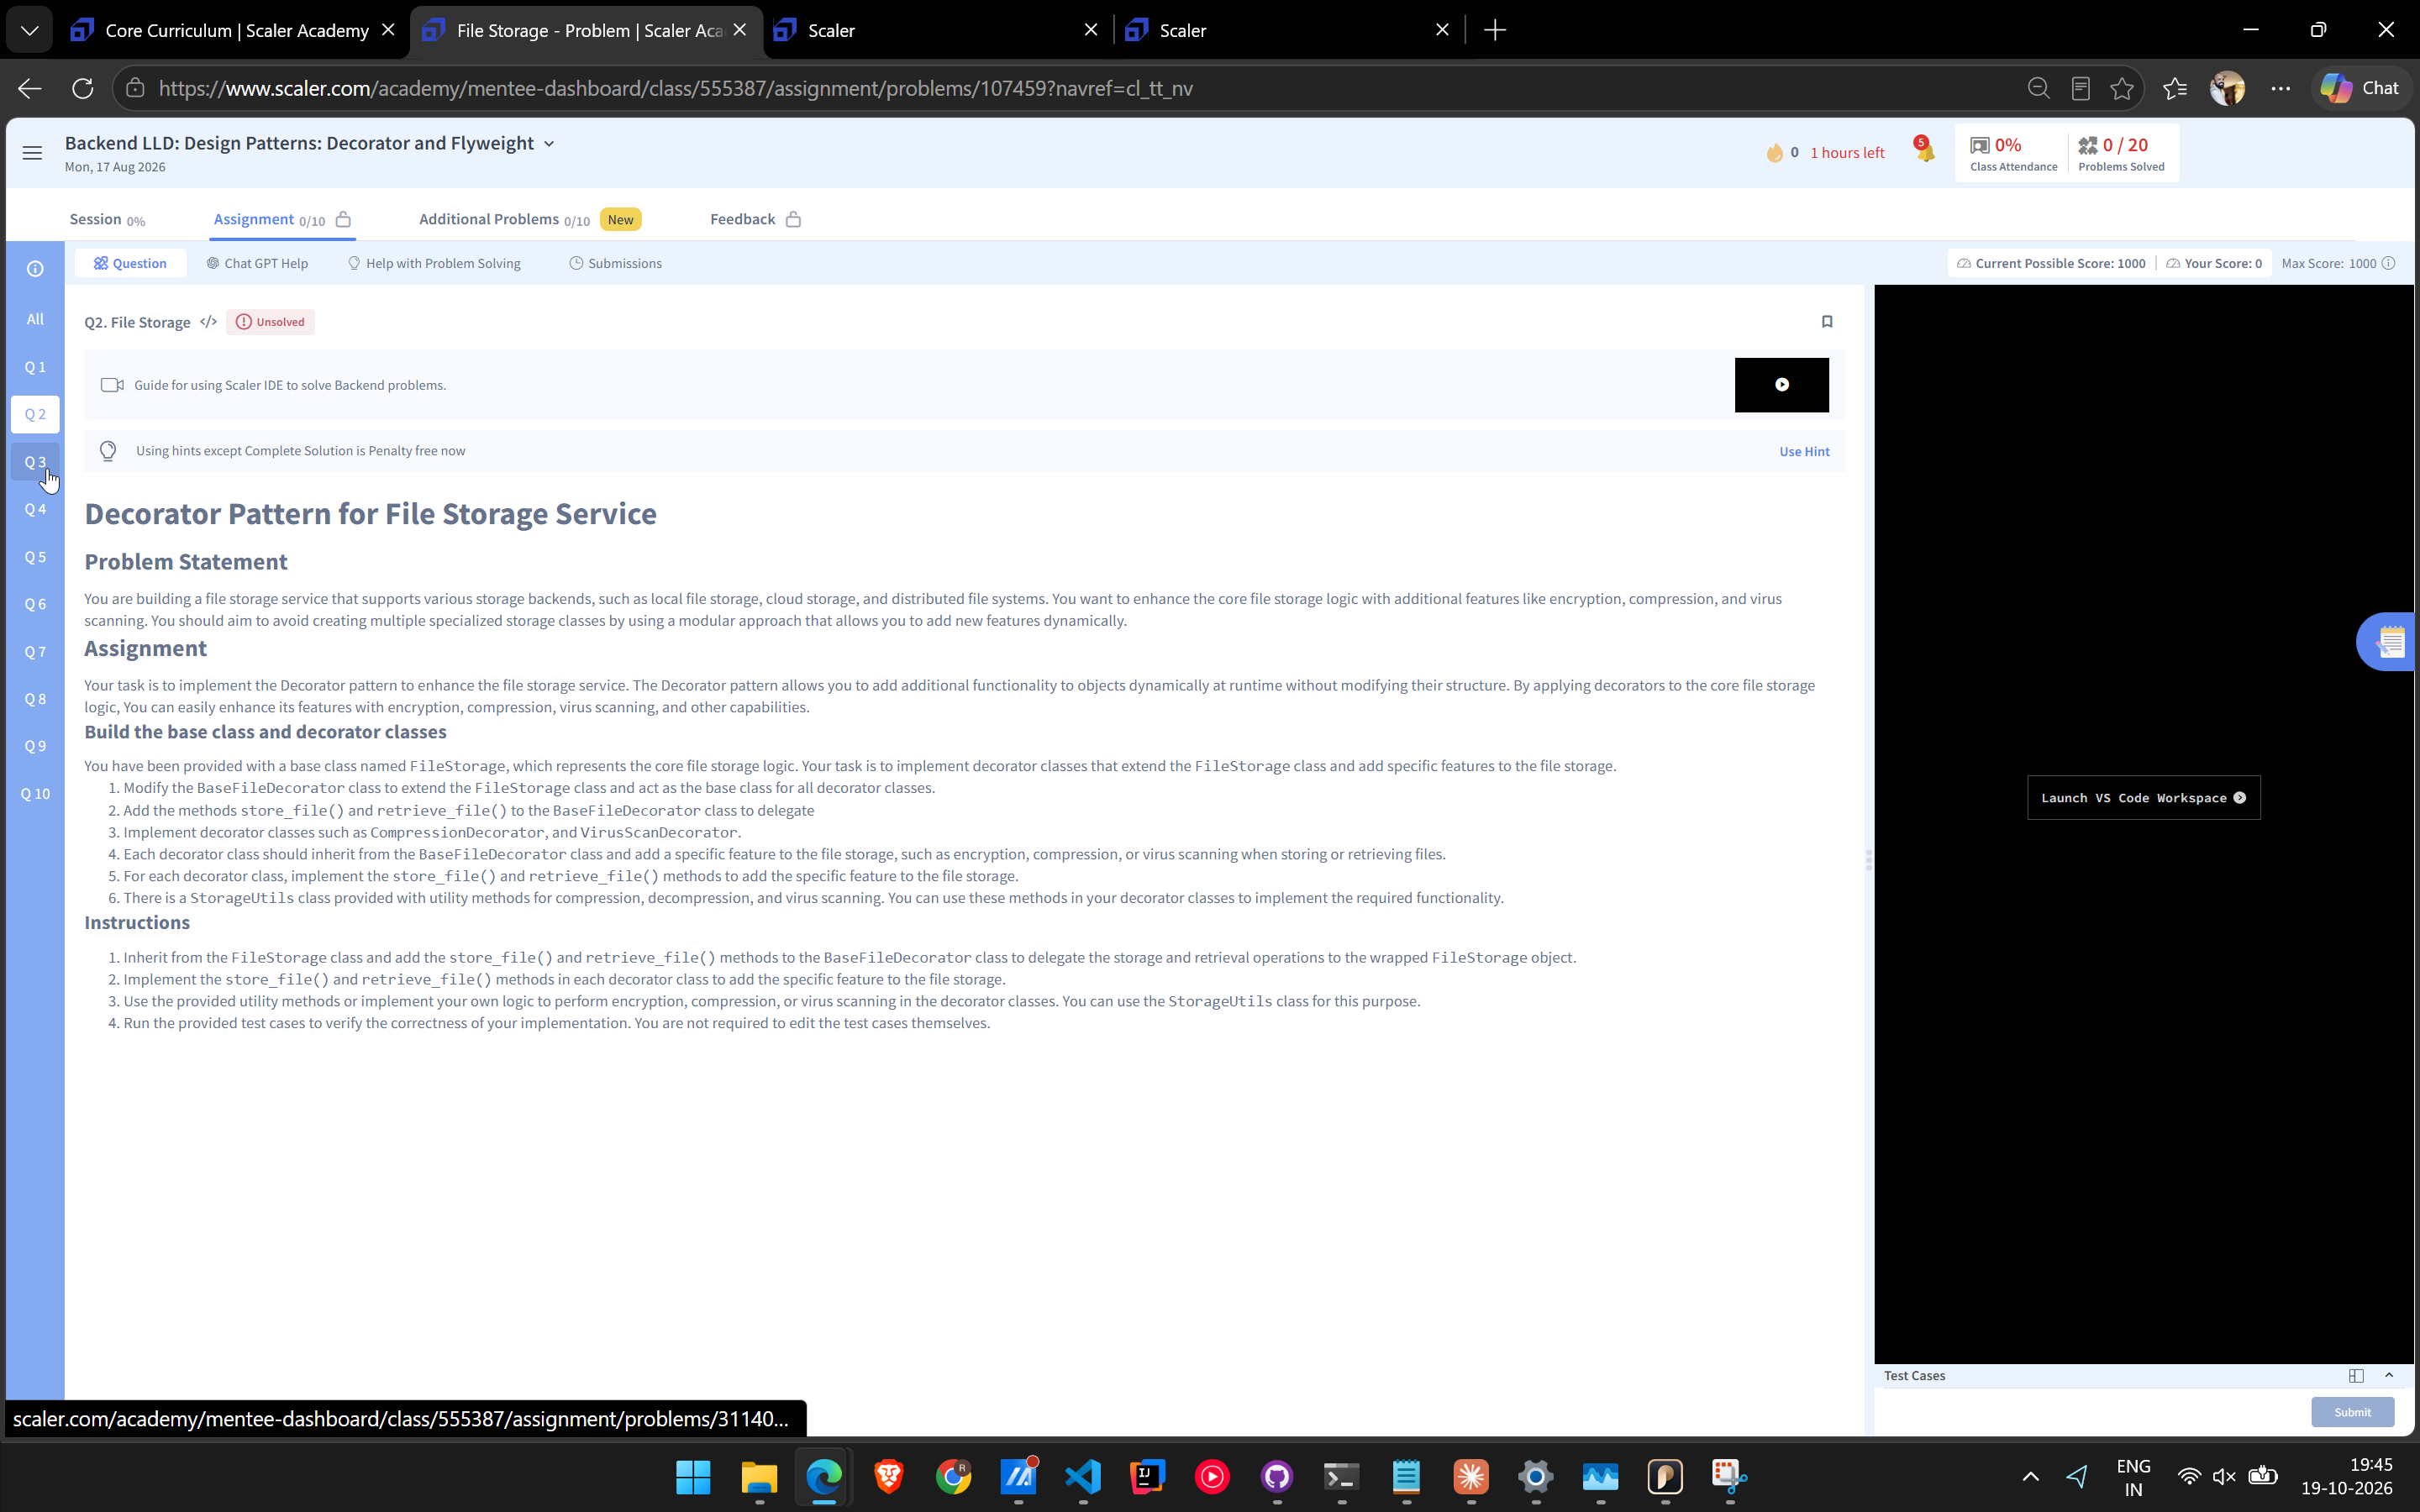 Core Curriculum | Scaler Academy
File Storage - Problem | Scaler Aca
Scaler
Scaler
https://www.scaler.com/academy/mentee-dashboard/class/555387/assignment/problems/107459?navref=cl_tt_nv
Chat
Backend LLD: Design Patterns: Decorator and Flyweight
Mon, 17 Aug 2026
0 1 hours left
5
0%
Class Attendance
0 / 20
Problems Solved
Session 0%
Assignment 0/10
Additional Problems 0/10 New
Feedback
Question
Chat GPT Help
Help with Problem Solving
Submissions
Current Possible Score: 1000
Your Score: 0
Max Score: 1000
All
Q 1
Q 2
Q 3
Q 4
Q 5
Q 6
Q 7
Q 8
Q 9
Q 10
Q2. File Storage </> Unsolved
Guide for using Scaler IDE to solve Backend problems.
Using hints except Complete Solution is Penalty free now
Use Hint
Decorator Pattern for File Storage Service
Problem Statement
You are building a file storage service that supports various storage backends, such as local file storage, cloud storage, and distributed file systems. You want to enhance the core file storage logic with additional features like encryption, compression, and virus
scanning. You should aim to avoid creating multiple specialized storage classes by using a modular approach that allows you to add new features dynamically.
Assignment
Your task is to implement the Decorator pattern to enhance the file storage service. The Decorator pattern allows you to add additional functionality to objects dynamically at runtime without modifying their structure. By applying decorators to the core file storage
logic, You can easily enhance its features with encryption, compression, virus scanning, and other capabilities.
Build the base class and decorator classes
You have been provided with a base class named FileStorage, which represents the core file storage logic. Your task is to implement decorator classes that extend the FileStorage class and add specific features to the file storage.
1. Modify the BaseFileDecorator class to extend the FileStorage class and act as the base class for all decorator classes.
2. Add the methods store_file() and retrieve_file() to the BaseFileDecorator class to delegate
3. Implement decorator classes such as CompressionDecorator, and VirusScanDecorator.
4. Each decorator class should inherit from the BaseFileDecorator class and add a specific feature to the file storage, such as encryption, compression, or virus scanning when storing or retrieving files.
5. For each decorator class, implement the store_file() and retrieve_file() methods to add the specific feature to the file storage.
6. There is a StorageUtils class provided with utility methods for compression, decompression, and virus scanning. You can use these methods in your decorator classes to implement the required functionality.
Instructions
1. Inherit from the FileStorage class and add the store_file() and retrieve_file() methods to the BaseFileDecorator class to delegate the storage and retrieval operations to the wrapped FileStorage object.
2. Implement the store_file() and retrieve_file() methods in each decorator class to add the specific feature to the file storage.
3. Use the provided utility methods or implement your own logic to perform encryption, compression, or virus scanning in the decorator classes. You can use the StorageUtils class for this purpose.
4. Run the provided test cases to verify the correctness of your implementation. You are not required to edit the test cases themselves.
Launch VS Code Workspace
Test Cases
Submit
scaler.com/academy/mentee-dashboard/class/555387/assignment/problems/31140...
ENG
IN
19:45
19-10-2026